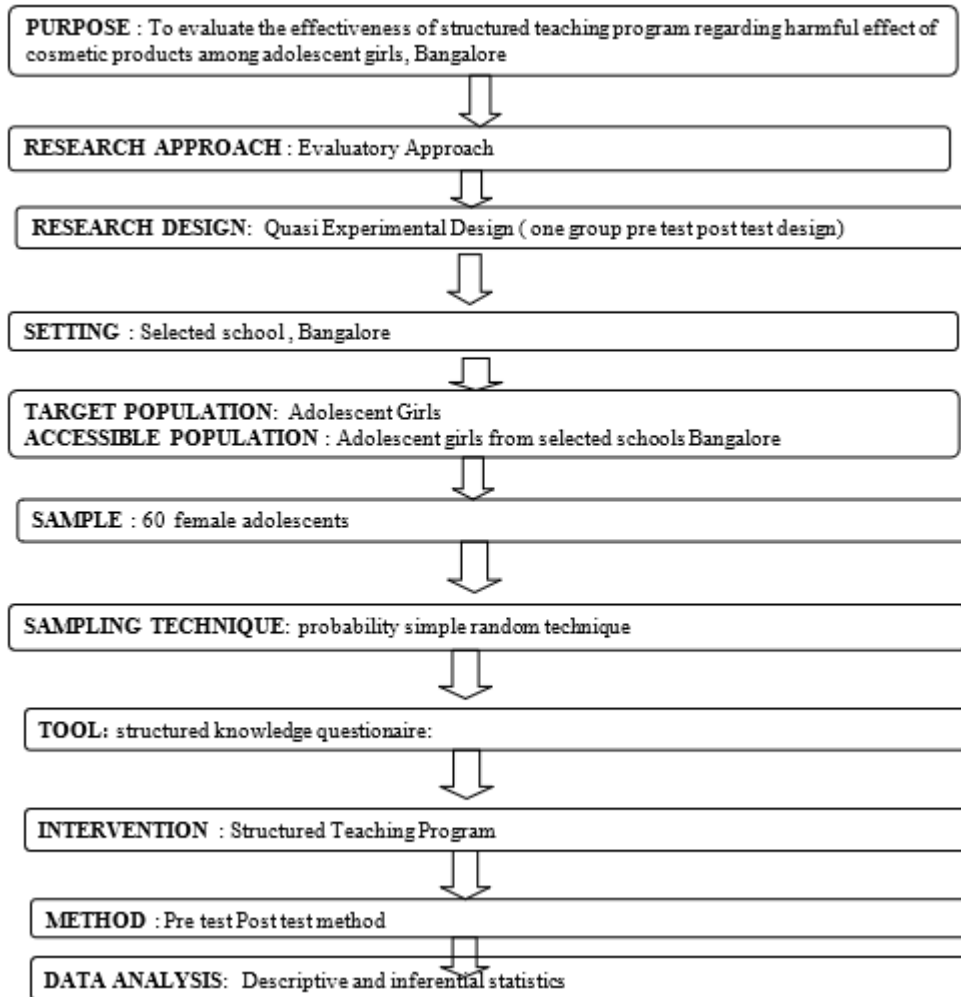 PURPOSE : To evaluate the effectiveness of structured teaching program regarding harmful effect of
cosmetic products among adolescent girls, Bangalore
RESEARCH APPROACH : Evaluatory Approach
RESEARCH DESIGN: Quasi Experimental Design ( one group pre test post test design)
SETTING : Selected school , Bangalore
TARGET POPULATION: Adolescent Girls
ACCESSIBLE POPULATION : Adolescent girls from selected schools Bangalore
SAMPLE : 60 female adolescents
SAMPLING TECHNIQUE: probability simple random technique
TOOL: structured knowledge questionaire:
INTERVENTION : Structured Teaching Program
METHOD : Pre test Post test method
DATA ANALYSIS: Descriptive and inferential statistics